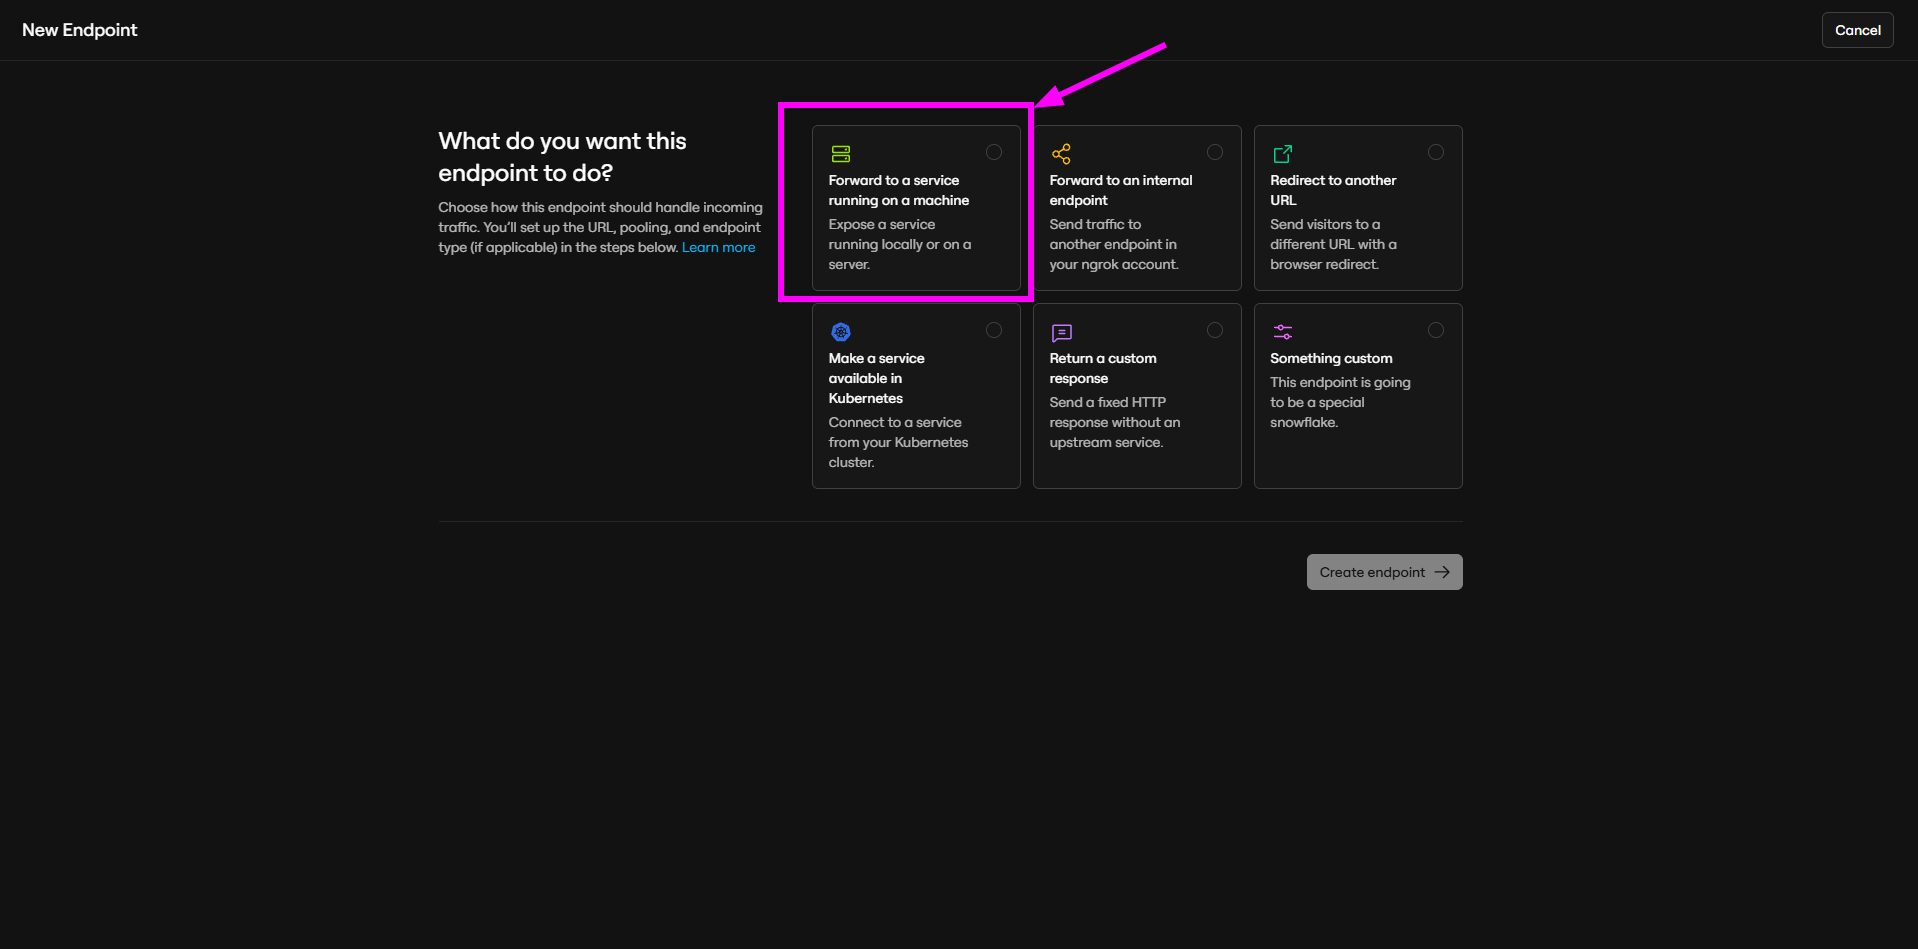 New Endpoint
Cancel
What do you want this
endpoint to do?
Choose how this endpoint should handle incoming
traffic. You’ll set up the URL, pooling, and endpoint
type (if applicable) in the steps below. Learn more
Forward to a service
running on a machine
Expose a service
running locally or on a
server.
Forward to an internal
endpoint
Send traffic to
another endpoint in
your ngrok account.
Redirect to another
URL
Send visitors to a
different URL with a
browser redirect.
Make a service
available in
Kubernetes
Connect to a service
from your Kubernetes
cluster.
Return a custom
response
Send a fixed HTTP
response without an
upstream service.
Something custom
This endpoint is going
to be a special
snowflake.
Create endpoint